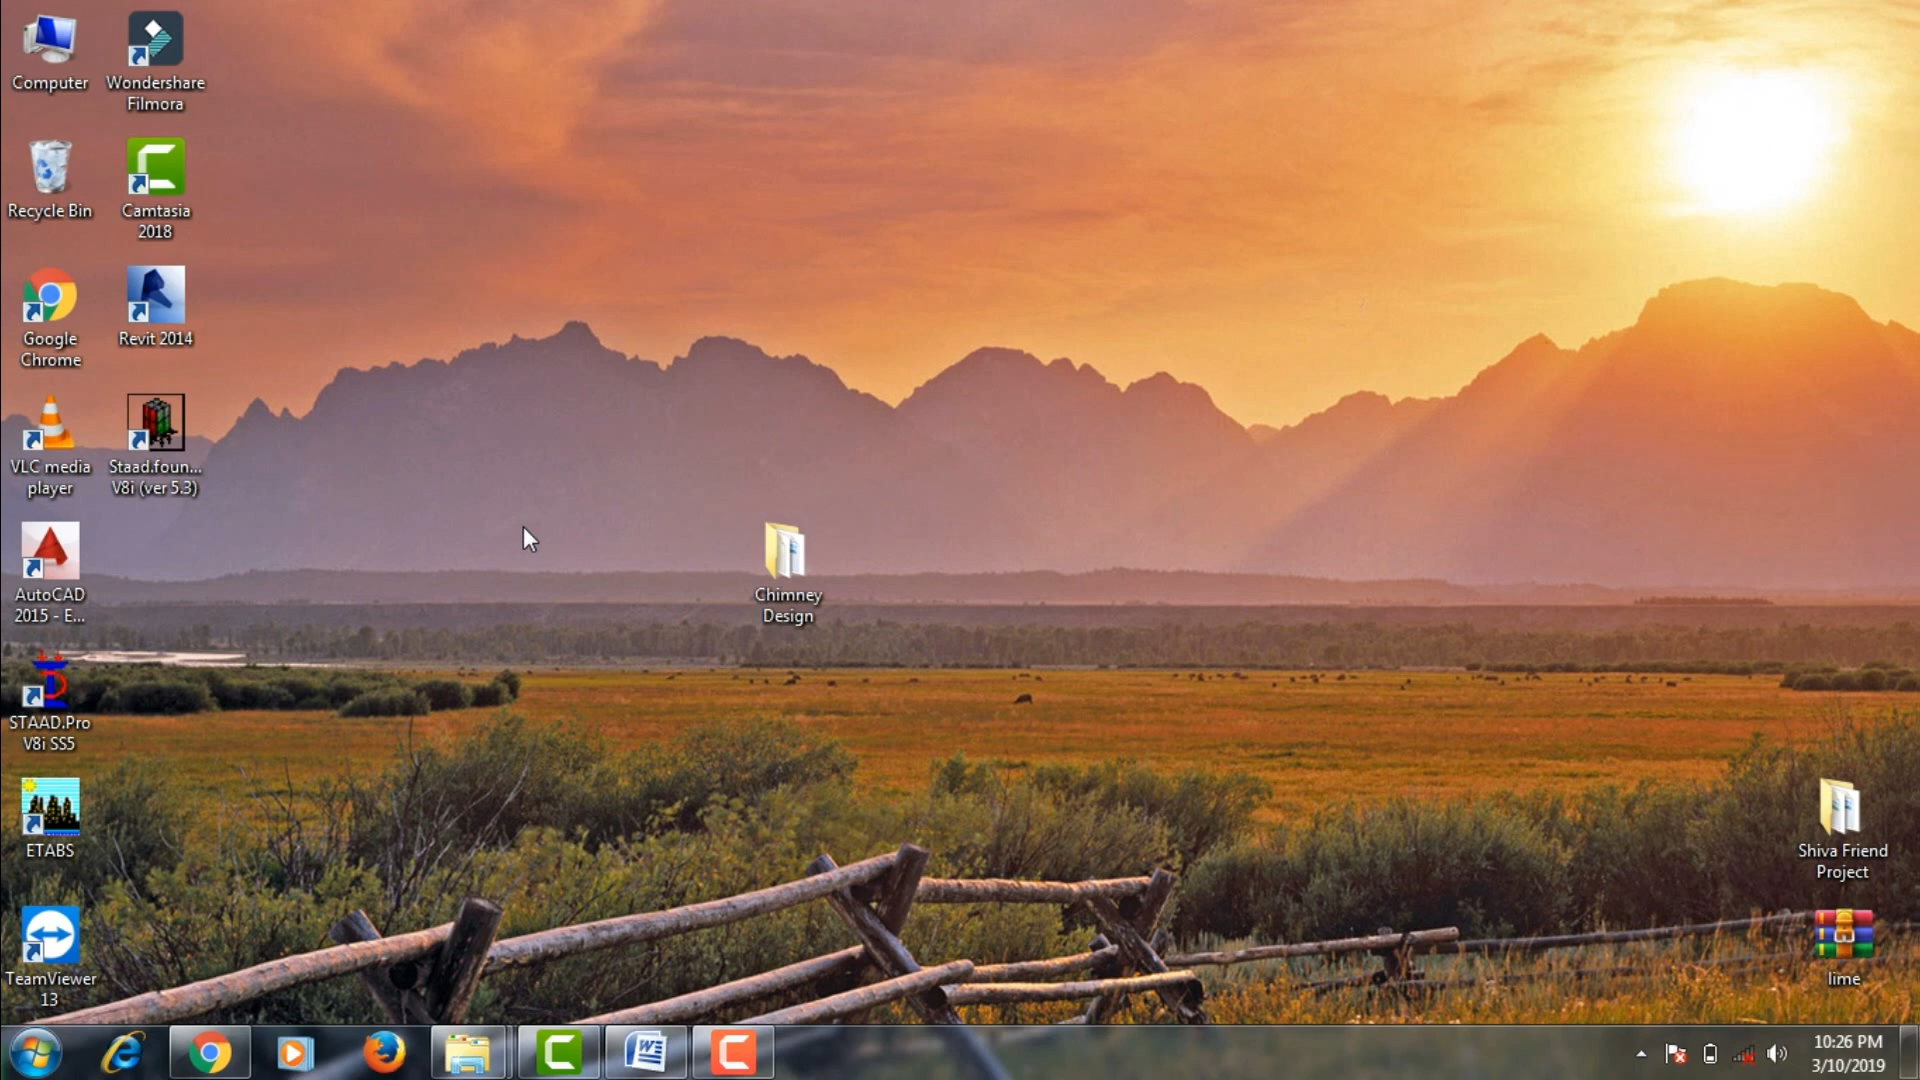 Computer
Wondershare
Filmora
Recycle Bin
Camtasia
2018
Google
Chrome
Revit 2014
VLC media
player
Staad.foun...
V8i (ver 5.3)
AutoCAD
2015 - E...
Chimney
Design
STAAD.Pro
V8i SS5
ETABS
Shiva Friend
Project
TeamViewer
13
lime
10:26 PM
3/10/2019